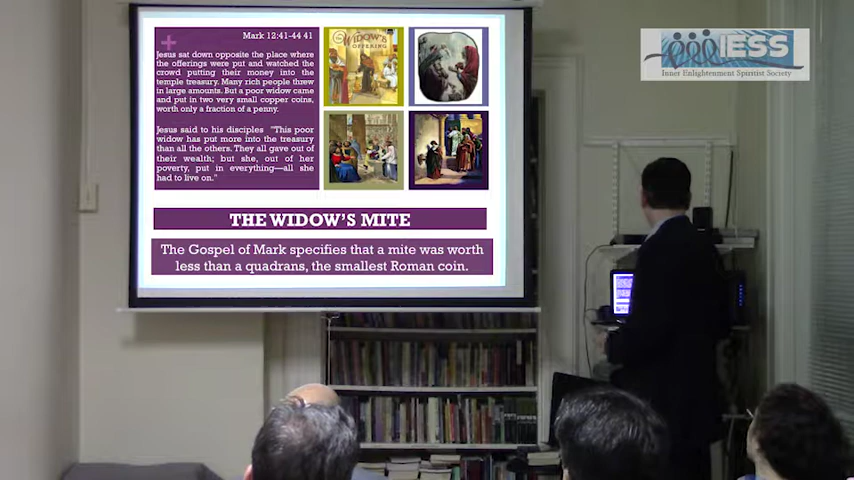 Mark 12:41-44 41
Jesus sat down opposite the place where
the offerings were put and watched the
crowd putting their money into the
temple treasury. Many rich people threw
in large amounts. But a poor widow came
and put in two very small copper coins,
worth only a fraction of a penny.
Jesus said to his disciples "This poor
widow has put more into the treasury
than all the others. They all gave out of
their wealth; but she, out of her
poverty, put in everything—all she
had to live on."
WIDOW'S
OFFERING
THE WIDOW'S MITE
The Gospel of Mark specifies that a mite was worth
less than a quadrans, the smallest Roman coin.
IESS
Inner Enlightenment Spiritist Society